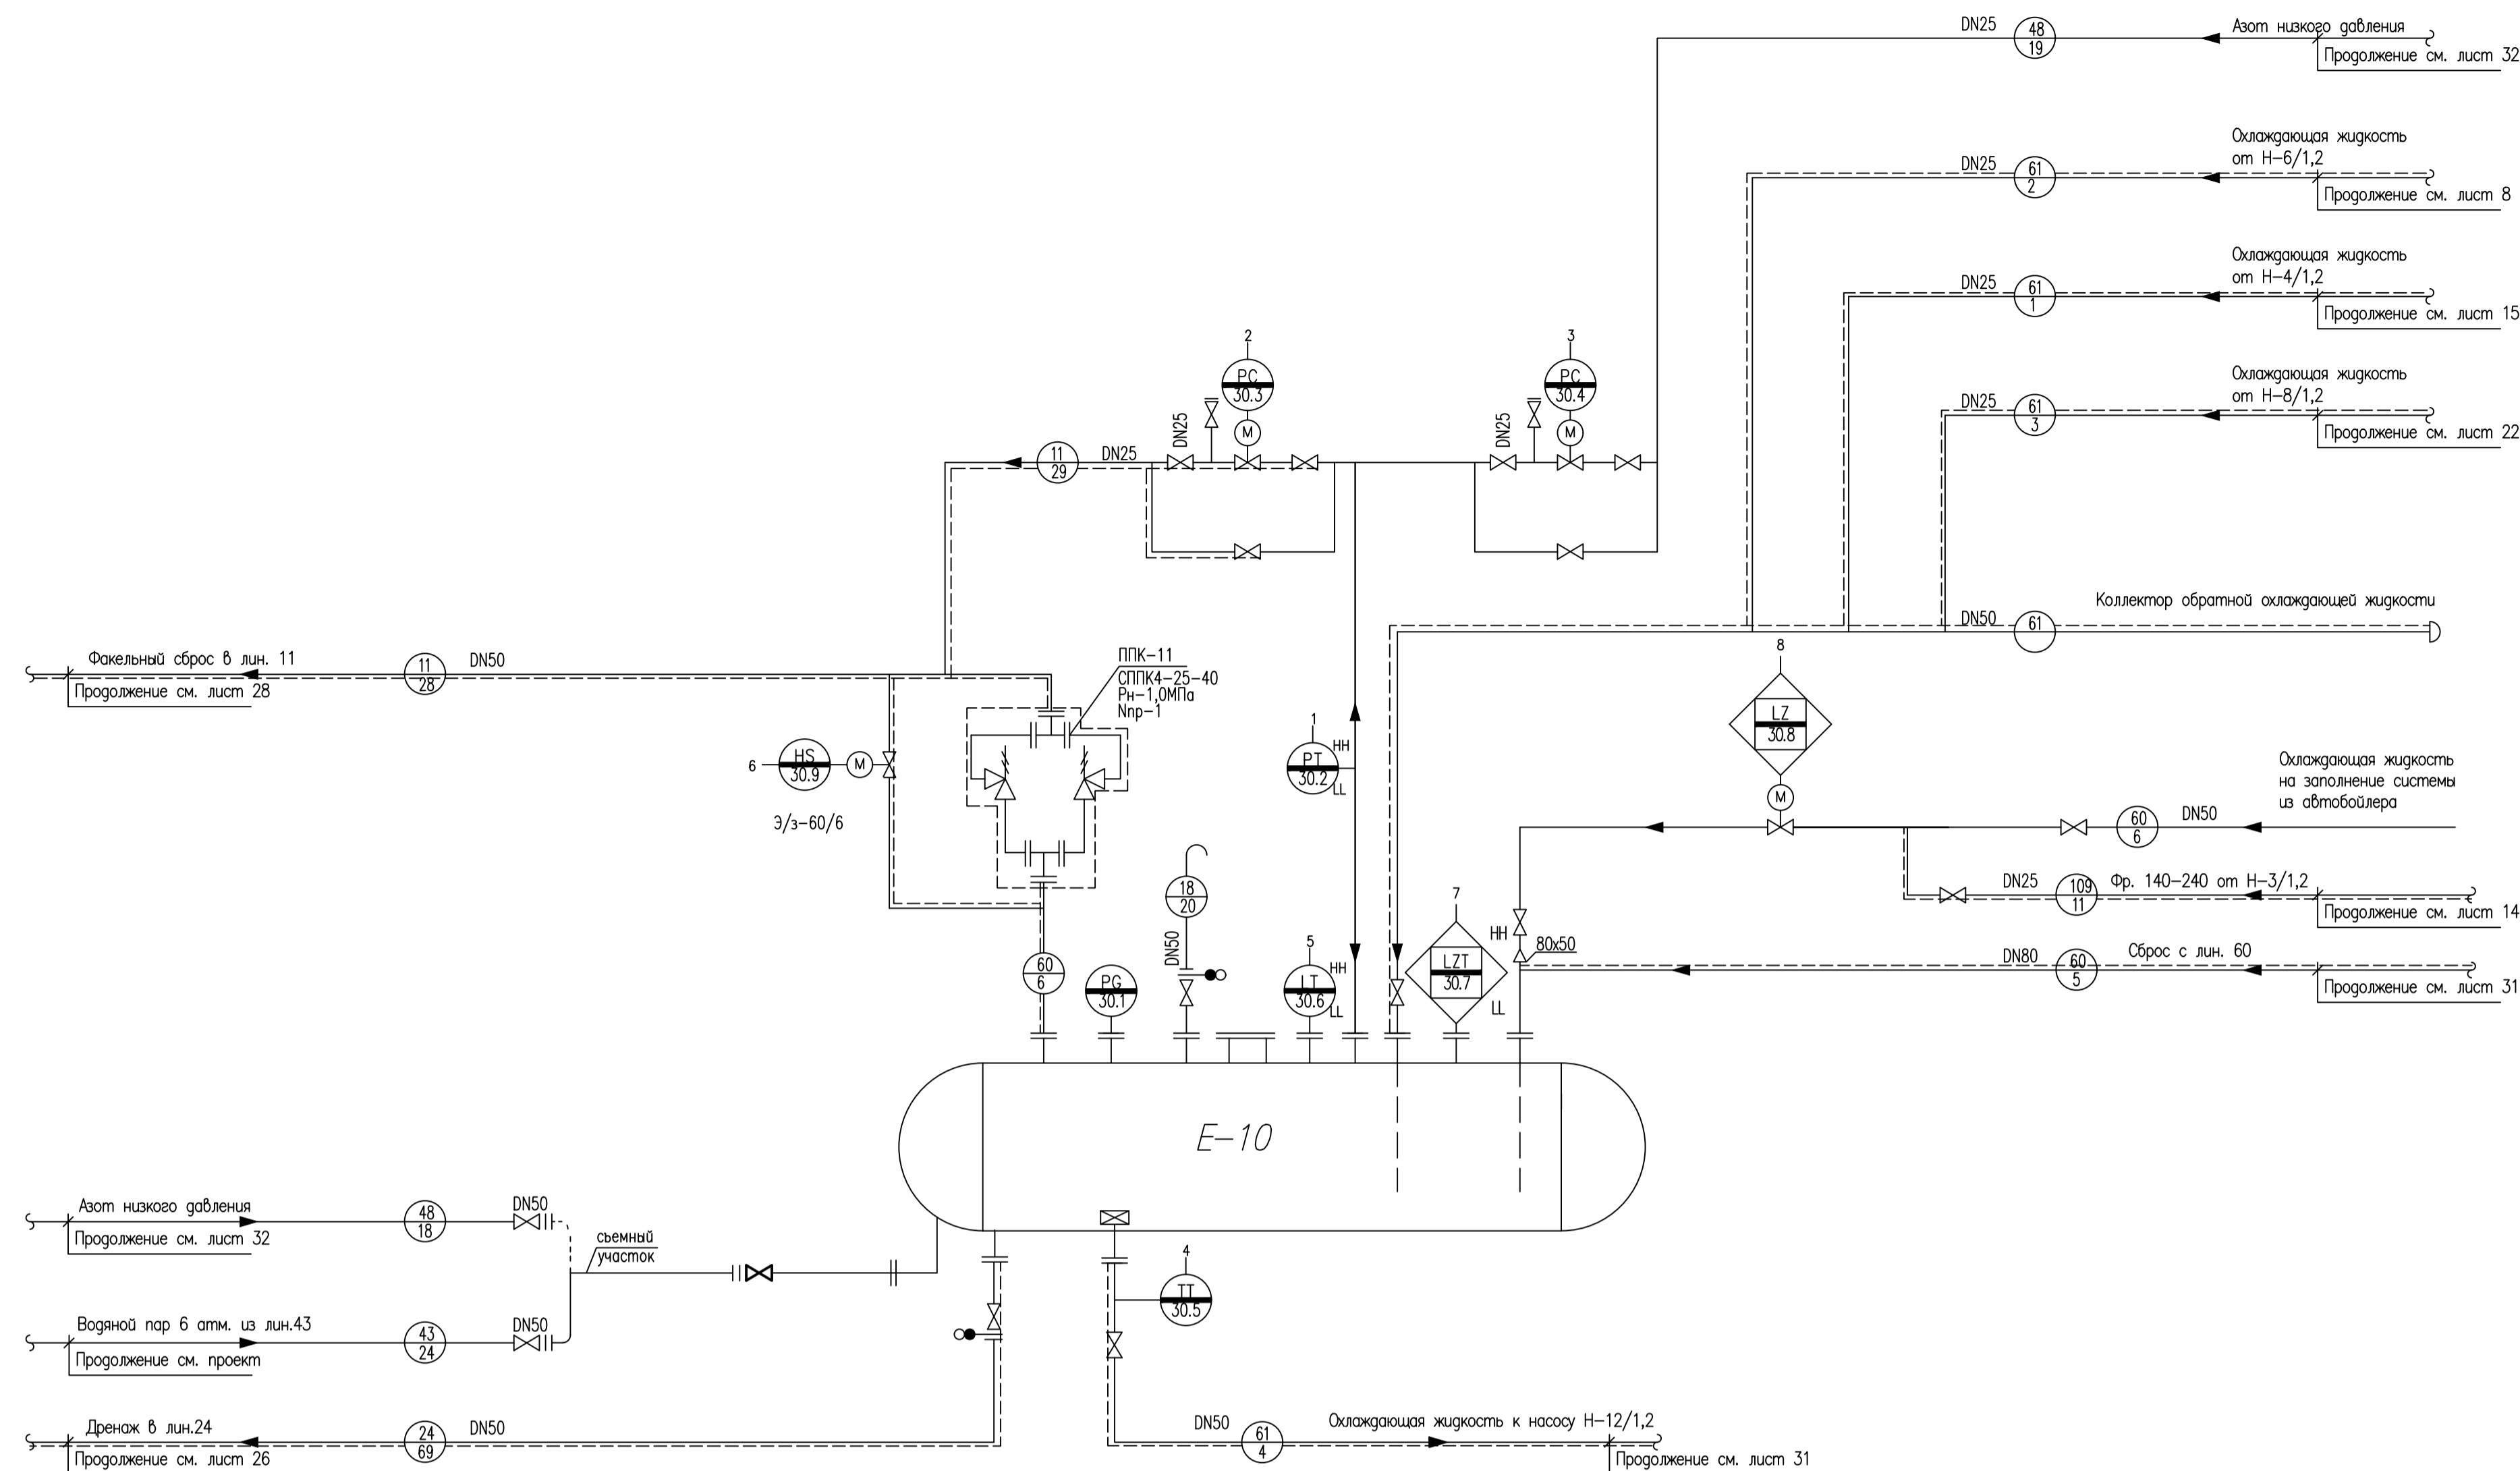 DN25
48
19
Азот низкого давления
Продолжение см. лист 32
Охлаждающая жидкость
от Н-6/1,2
DN25
61
2
Продолжение см. лист 8
Охлаждающая жидкость
от Н-4/1,2
DN25
61
1
Продолжение см. лист 15
Охлаждающая жидкость
от Н-8/1,2
DN25
61
3
Продолжение см. лист 22
2
PC
30.3
M
DN25
3
PC
30.4
M
DN25
11
29
DN25
Коллектор обратной охлаждающей жидкости
DN50
61
Факельный сброс в лин. 11
11
28
DN50
Продолжение см. лист 28
ППК-11
СППК4-25-40
Рн-1,0МПа
Nпр-1
8
LZ
30.8
M
6
HS
30.9
M
Э/з-60/6
1
PT
30.2
HH
LL
Охлаждающая жидкость
на заполнение системы
из автобойлера
60
6
DN50
DN25
109
11
Фр. 140-240 от Н-3/1,2
Продолжение см. лист 14
18
20
DN50
7
LZT
30.7
HH
LL
80x50
DN80
60
5
Сброс с лин. 60
Продолжение см. лист 31
60
6
PG
30.1
5
LT
30.6
HH
LL
Е-10
Азот низкого давления
48
18
DN50
Продолжение см. лист 32
сьемный
участок
4
TT
30.5
Водяной пар 6 атм. из лин.43
43
24
DN50
Продолжение см. проект
Дренаж в лин.24
24
69
DN50
Продолжение см. лист 26
DN50
61
4
Охлаждающая жидкость к насосу Н-12/1,2
Продолжение см. лист 31